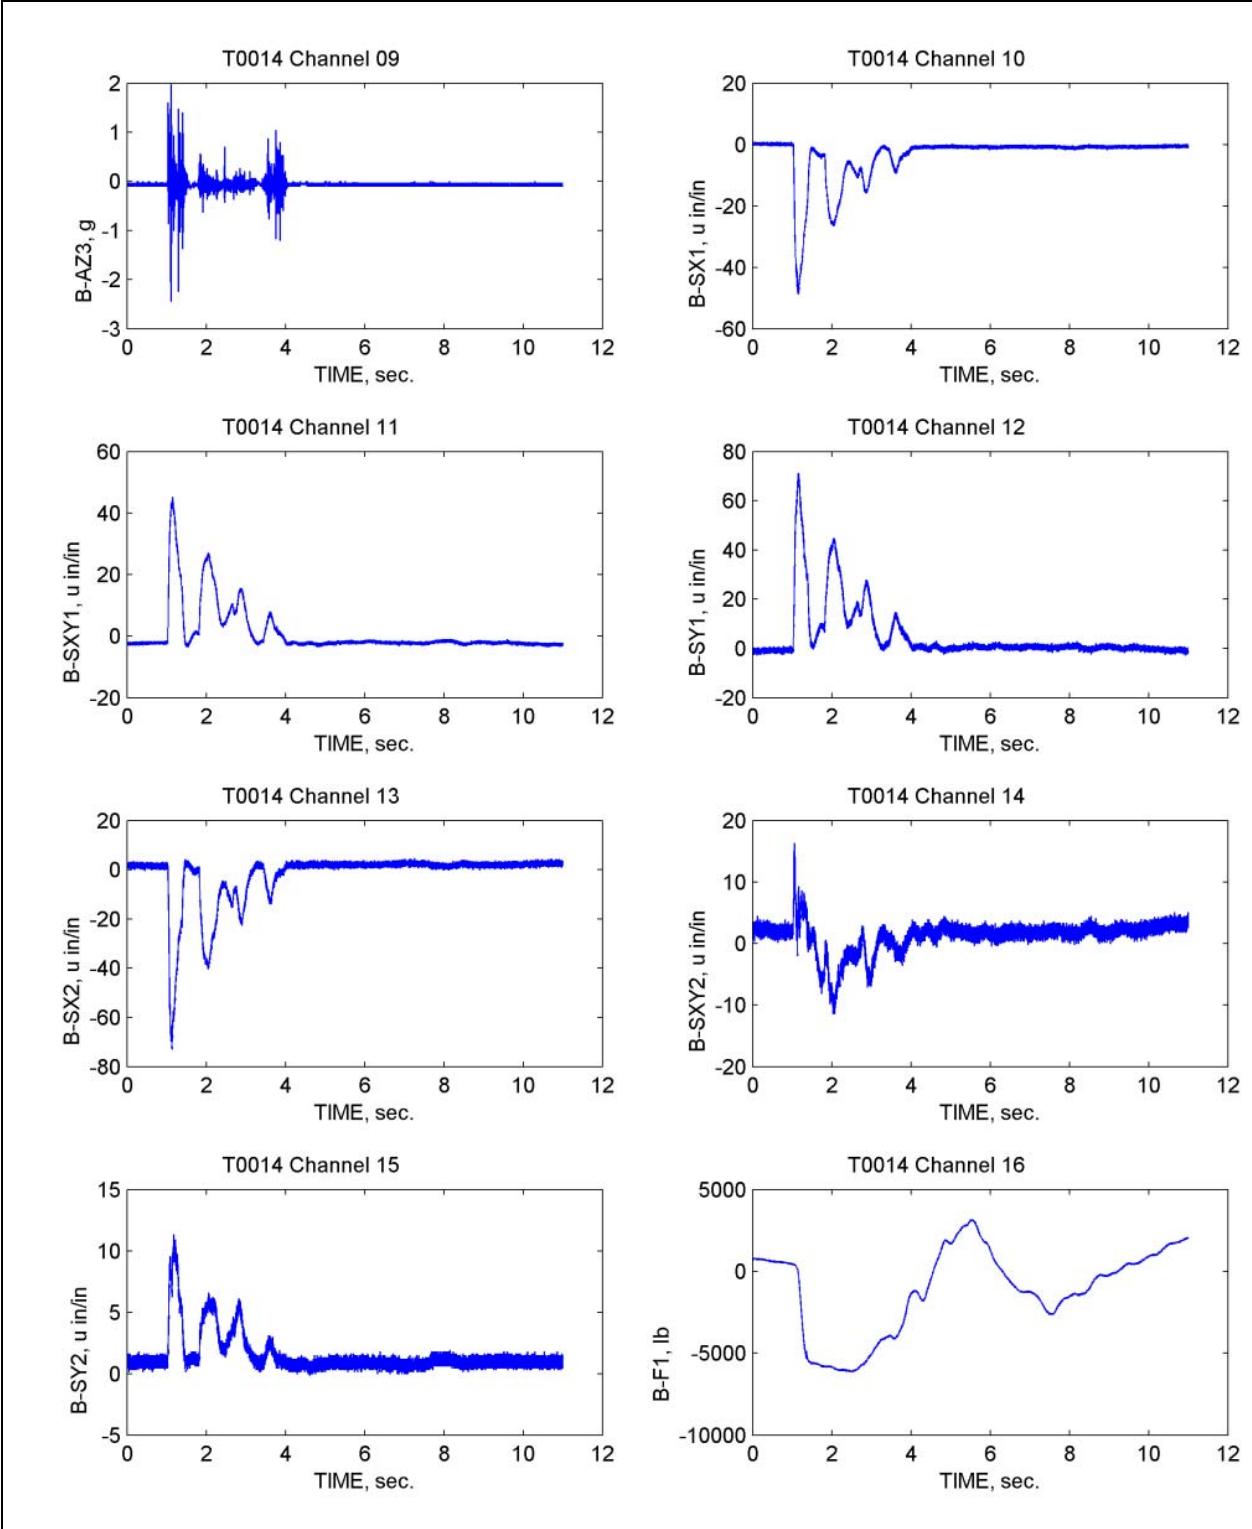 T0014 Channel 09
2
1
0
-1
-2
-3
B-AZ3, g
0 2 4 6 8 10 12
TIME, sec.
T0014 Channel 10
20
0
-20
-40
-60
B-SX1, u in/in
0 2 4 6 8 10 12
TIME, sec.
T0014 Channel 11
60
40
20
0
-20
B-SXY1, u in/in
0 2 4 6 8 10 12
TIME, sec.
T0014 Channel 12
80
60
40
20
0
-20
B-SY1, u in/in
0 2 4 6 8 10 12
TIME, sec.
T0014 Channel 13
20
0
-20
-40
-60
-80
B-SX2, u in/in
0 2 4 6 8 10 12
TIME, sec.
T0014 Channel 14
20
10
0
-10
-20
B-SXY2, u in/in
0 2 4 6 8 10 12
TIME, sec.
T0014 Channel 15
15
10
5
0
-5
B-SY2, u in/in
0 2 4 6 8 10 12
TIME, sec.
T0014 Channel 16
5000
0
-5000
-10000
B-F1, lb
0 2 4 6 8 10 12
TIME, sec.